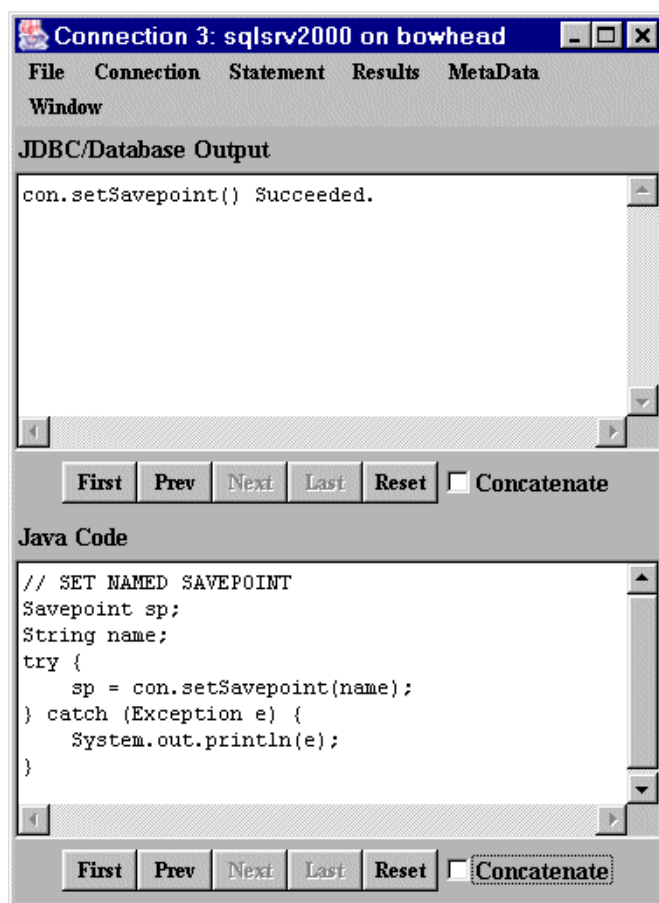 Connection 3: sqlsrv2000 on bowhead
File Connection Statement Results MetaData
Window
JDBC/Database Output
con.setSavepoint() Succeeded.
First Prev Next Last Reset Concatenate
Java Code
// SET NAMED SAVEPOINT
Savepoint sp;
String name;
try {
    sp = con.setSavepoint(name);
} catch (Exception e) {
    System.out.println(e);
}
First Prev Next Last Reset Concatenate